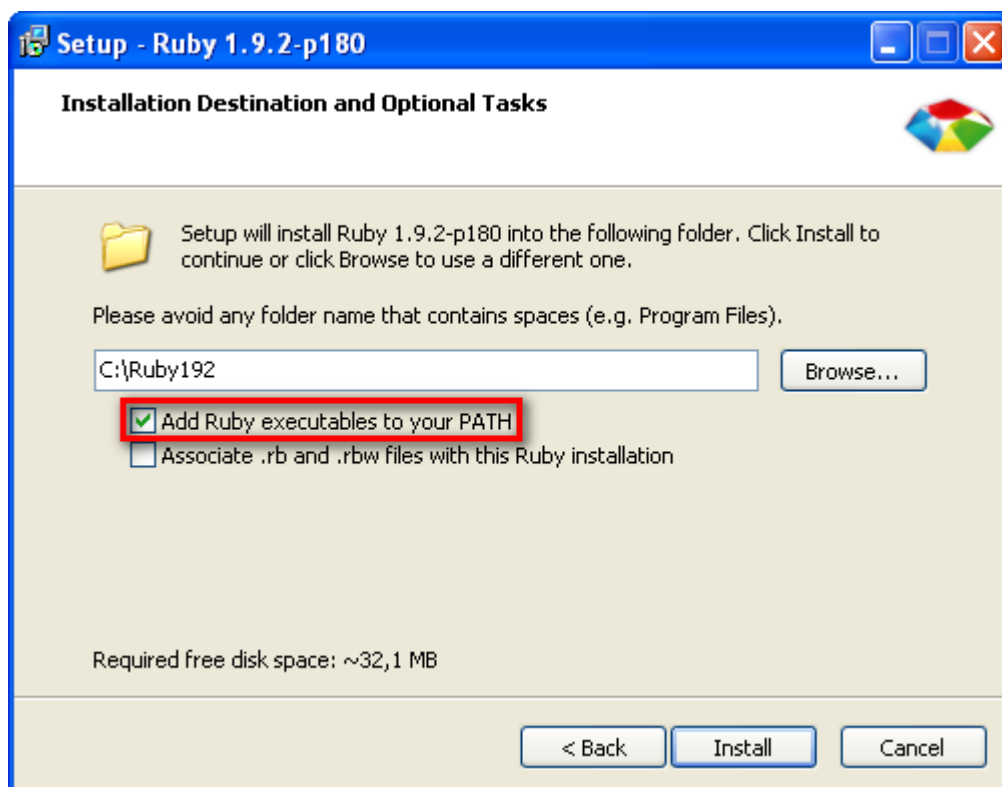 Setup - Ruby 1.9.2-p180
Installation Destination and Optional Tasks
Setup will install Ruby 1.9.2-p180 into the following folder. Click Install to
continue or click Browse to use a different one.
Please avoid any folder name that contains spaces (e.g. Program Files).
C:\Ruby192
Browse...
Add Ruby executables to your PATH
Associate .rb and .rbw files with this Ruby installation
Required free disk space: ~32,1 MB
< Back
Install
Cancel